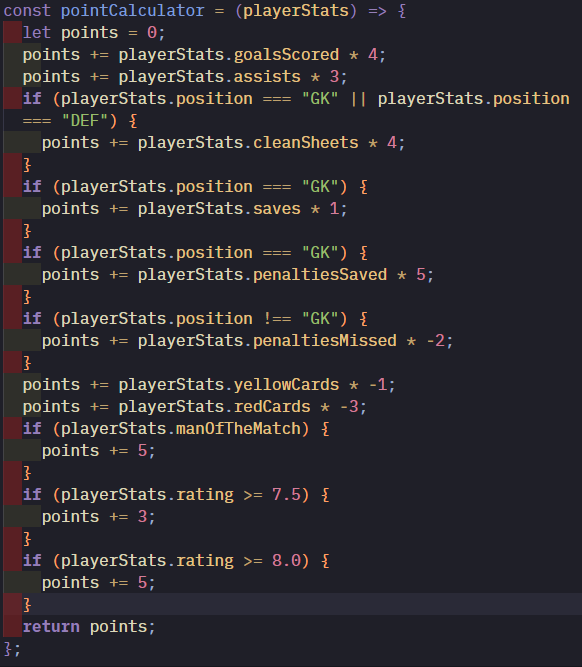 const pointCalculator = (playerStats) => {
let points = 0;
points += playerStats.goalsScored * 4;
points += playerStats.assists * 3;
if (playerStats.position === "GK" || playerStats.position
=== "DEF") {
points += playerStats.cleanSheets * 4;
}
if (playerStats.position === "GK") {
points += playerStats.saves * 1;
}
if (playerStats.position === "GK") {
points += playerStats.penaltiesSaved * 5;
}
if (playerStats.position !== "GK") {
points += playerStats.penaltiesMissed * -2;
}
points += playerStats.yellowCards * -1;
points += playerStats.redCards * -3;
if (playerStats.manOfTheMatch) {
points += 5;
}
if (playerStats.rating >= 7.5) {
points += 3;
}
if (playerStats.rating >= 8.0) {
points += 5;
}
return points;
};